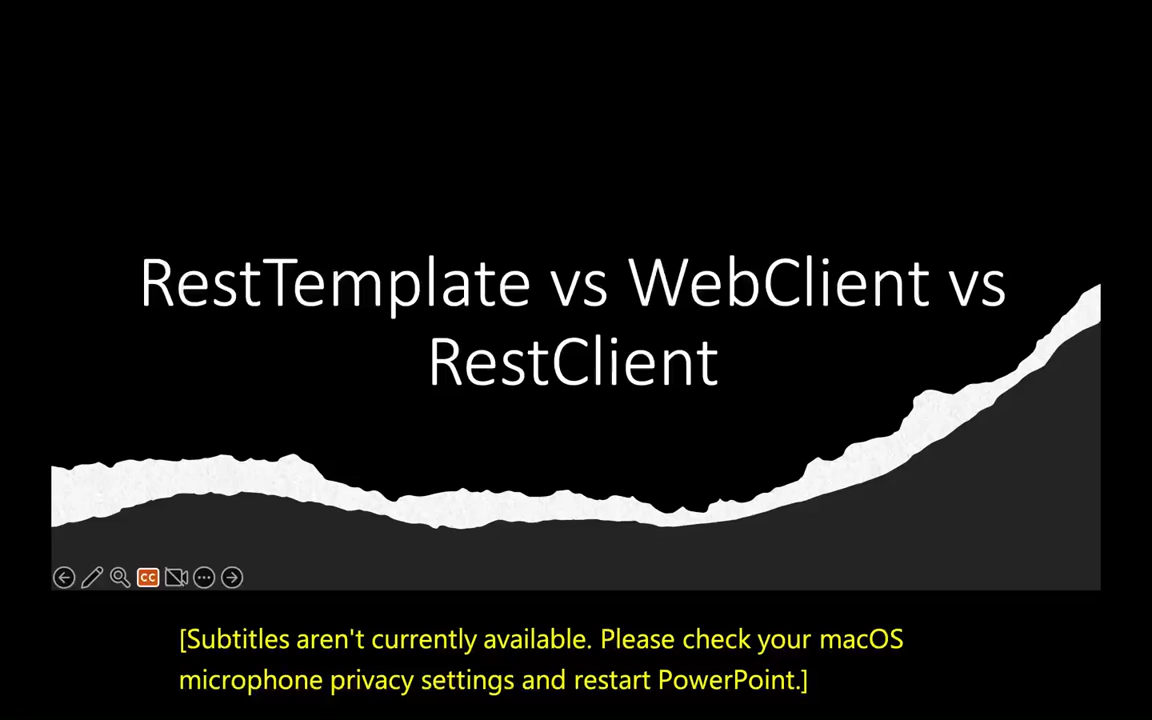 RestTemplate vs WebClient vs
RestClient
CC
[Subtitles aren't currently available. Please check your macOS
microphone privacy settings and restart PowerPoint.]